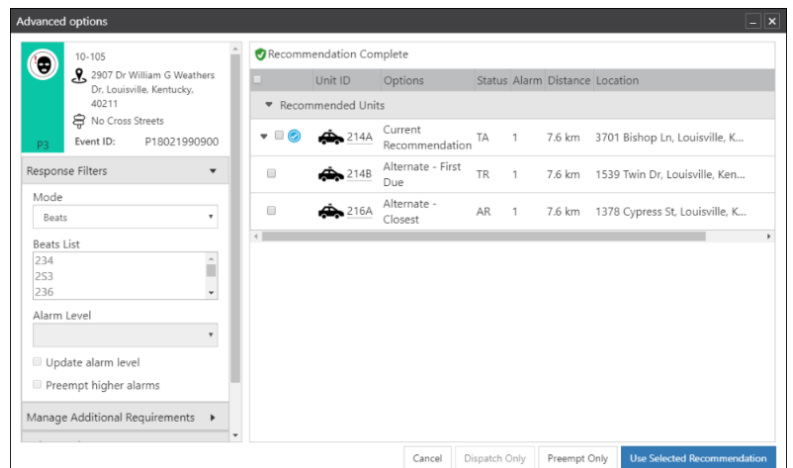 Advanced options
10-105
2907 Dr William G Weathers
Dr, Louisville, Kentucky,
40211
No Cross Streets
P3
Event ID: P18021990900
Response Filters
Mode
Beats
Beats List
234
2S3
236
Alarm Level
Update alarm level
Preempt higher alarms
Manage Additional Requirements
Recommendation Complete
Unit ID Options Status Alarm Distance Location
Recommended Units
214A Current Recommendation TA 1 7.6 km 3701 Bishop Ln, Louisville, K...
214B Alternate - First Due TR 1 7.6 km 1539 Twin Dr, Louisville, Ken...
216A Alternate - Closest AR 1 7.6 km 1378 Cypress St, Louisville, K...
Cancel Dispatch Only Preempt Only Use Selected Recommendation